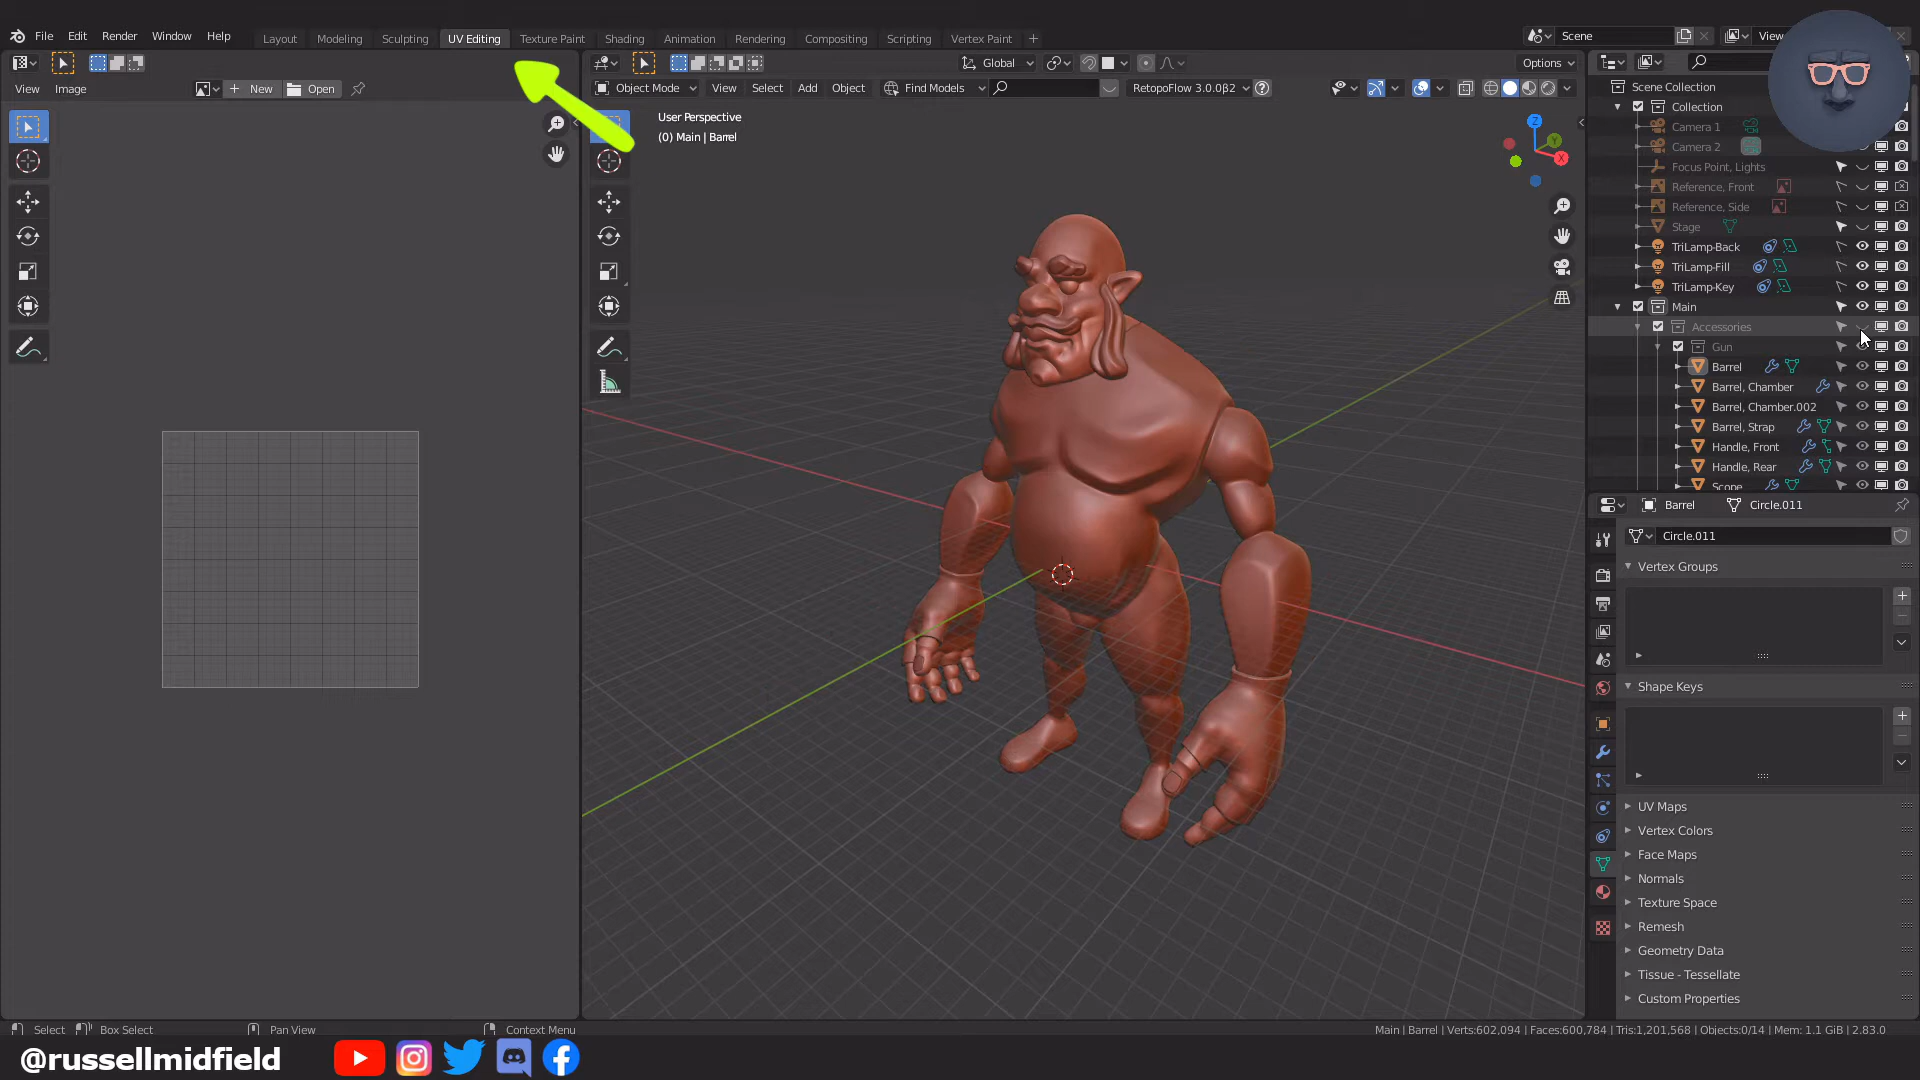 File Edit Render Window Help Layout Modeling Sculpting UV Editing Texture Paint Shading Animation Rendering Compositing Scripting Vertex Paint + Scene View
Global Options
View Image New Open Object Mode View Select Add Object Find Models RetopoFlow 3.0.0β2
User Perspective
(0) Main | Barrel
Z
Y
X
Scene Collection
Collection
Camera 1
Camera 2
Focus Point, Lights
Reference, Front
Reference, Side
Stage
TriLamp-Back
TriLamp-Fill
TriLamp-Key
Main
Accessories
Gun
Barrel
Barrel, Chamber
Barrel, Chamber.002
Barrel, Strap
Handle, Front
Handle, Rear
Scope
Barrel Circle.011
Circle.011
Vertex Groups
Shape Keys
UV Maps
Vertex Colors
Face Maps
Normals
Texture Space
Remesh
Geometry Data
Tissue - Tessellate
Custom Properties
Select Box Select Pan View Context Menu Main | Barrel | Verts:602,094 | Faces:600,784 | Tris:1,201,568 | Objects:0/14 | Mem: 1.1 GiB | 2.83.0
@russellmidfield